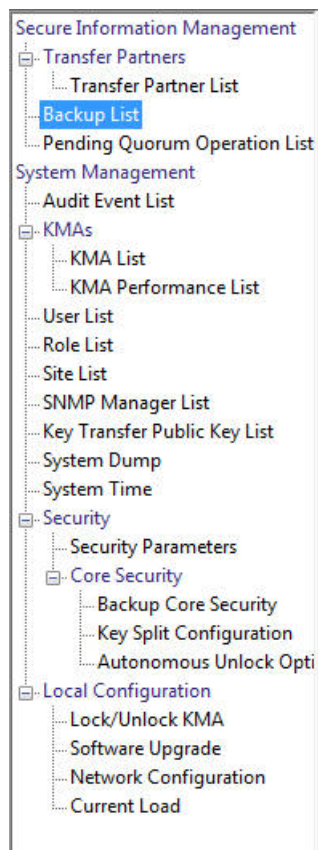 Secure Information Management
Transfer Partners
Transfer Partner List
Backup List
Pending Quorum Operation List
System Management
Audit Event List
KMAs
KMA List
KMA Performance List
User List
Role List
Site List
SNMP Manager List
Key Transfer Public Key List
System Dump
System Time
Security
Security Parameters
Core Security
Backup Core Security
Key Split Configuration
Autonomous Unlock Opti
Local Configuration
Lock/Unlock KMA
Software Upgrade
Network Configuration
Current Load